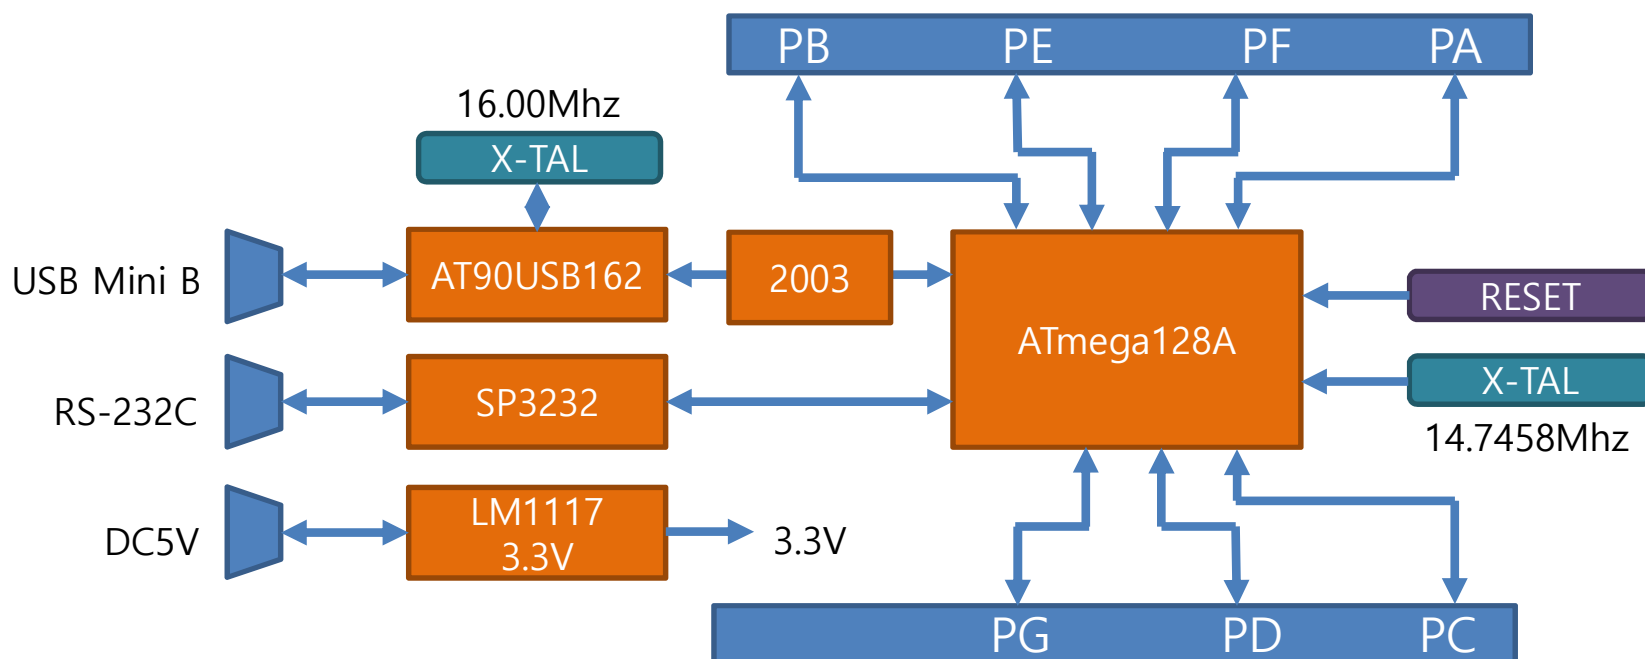 PB PE PF PA
16.00Mhz
X-TAL
USB Mini B
AT90USB162
2003
ATmega128A
RESET
X-TAL
14.7458Mhz
RS-232C
SP3232
DC5V
LM1117
3.3V
3.3V
PG PD PC